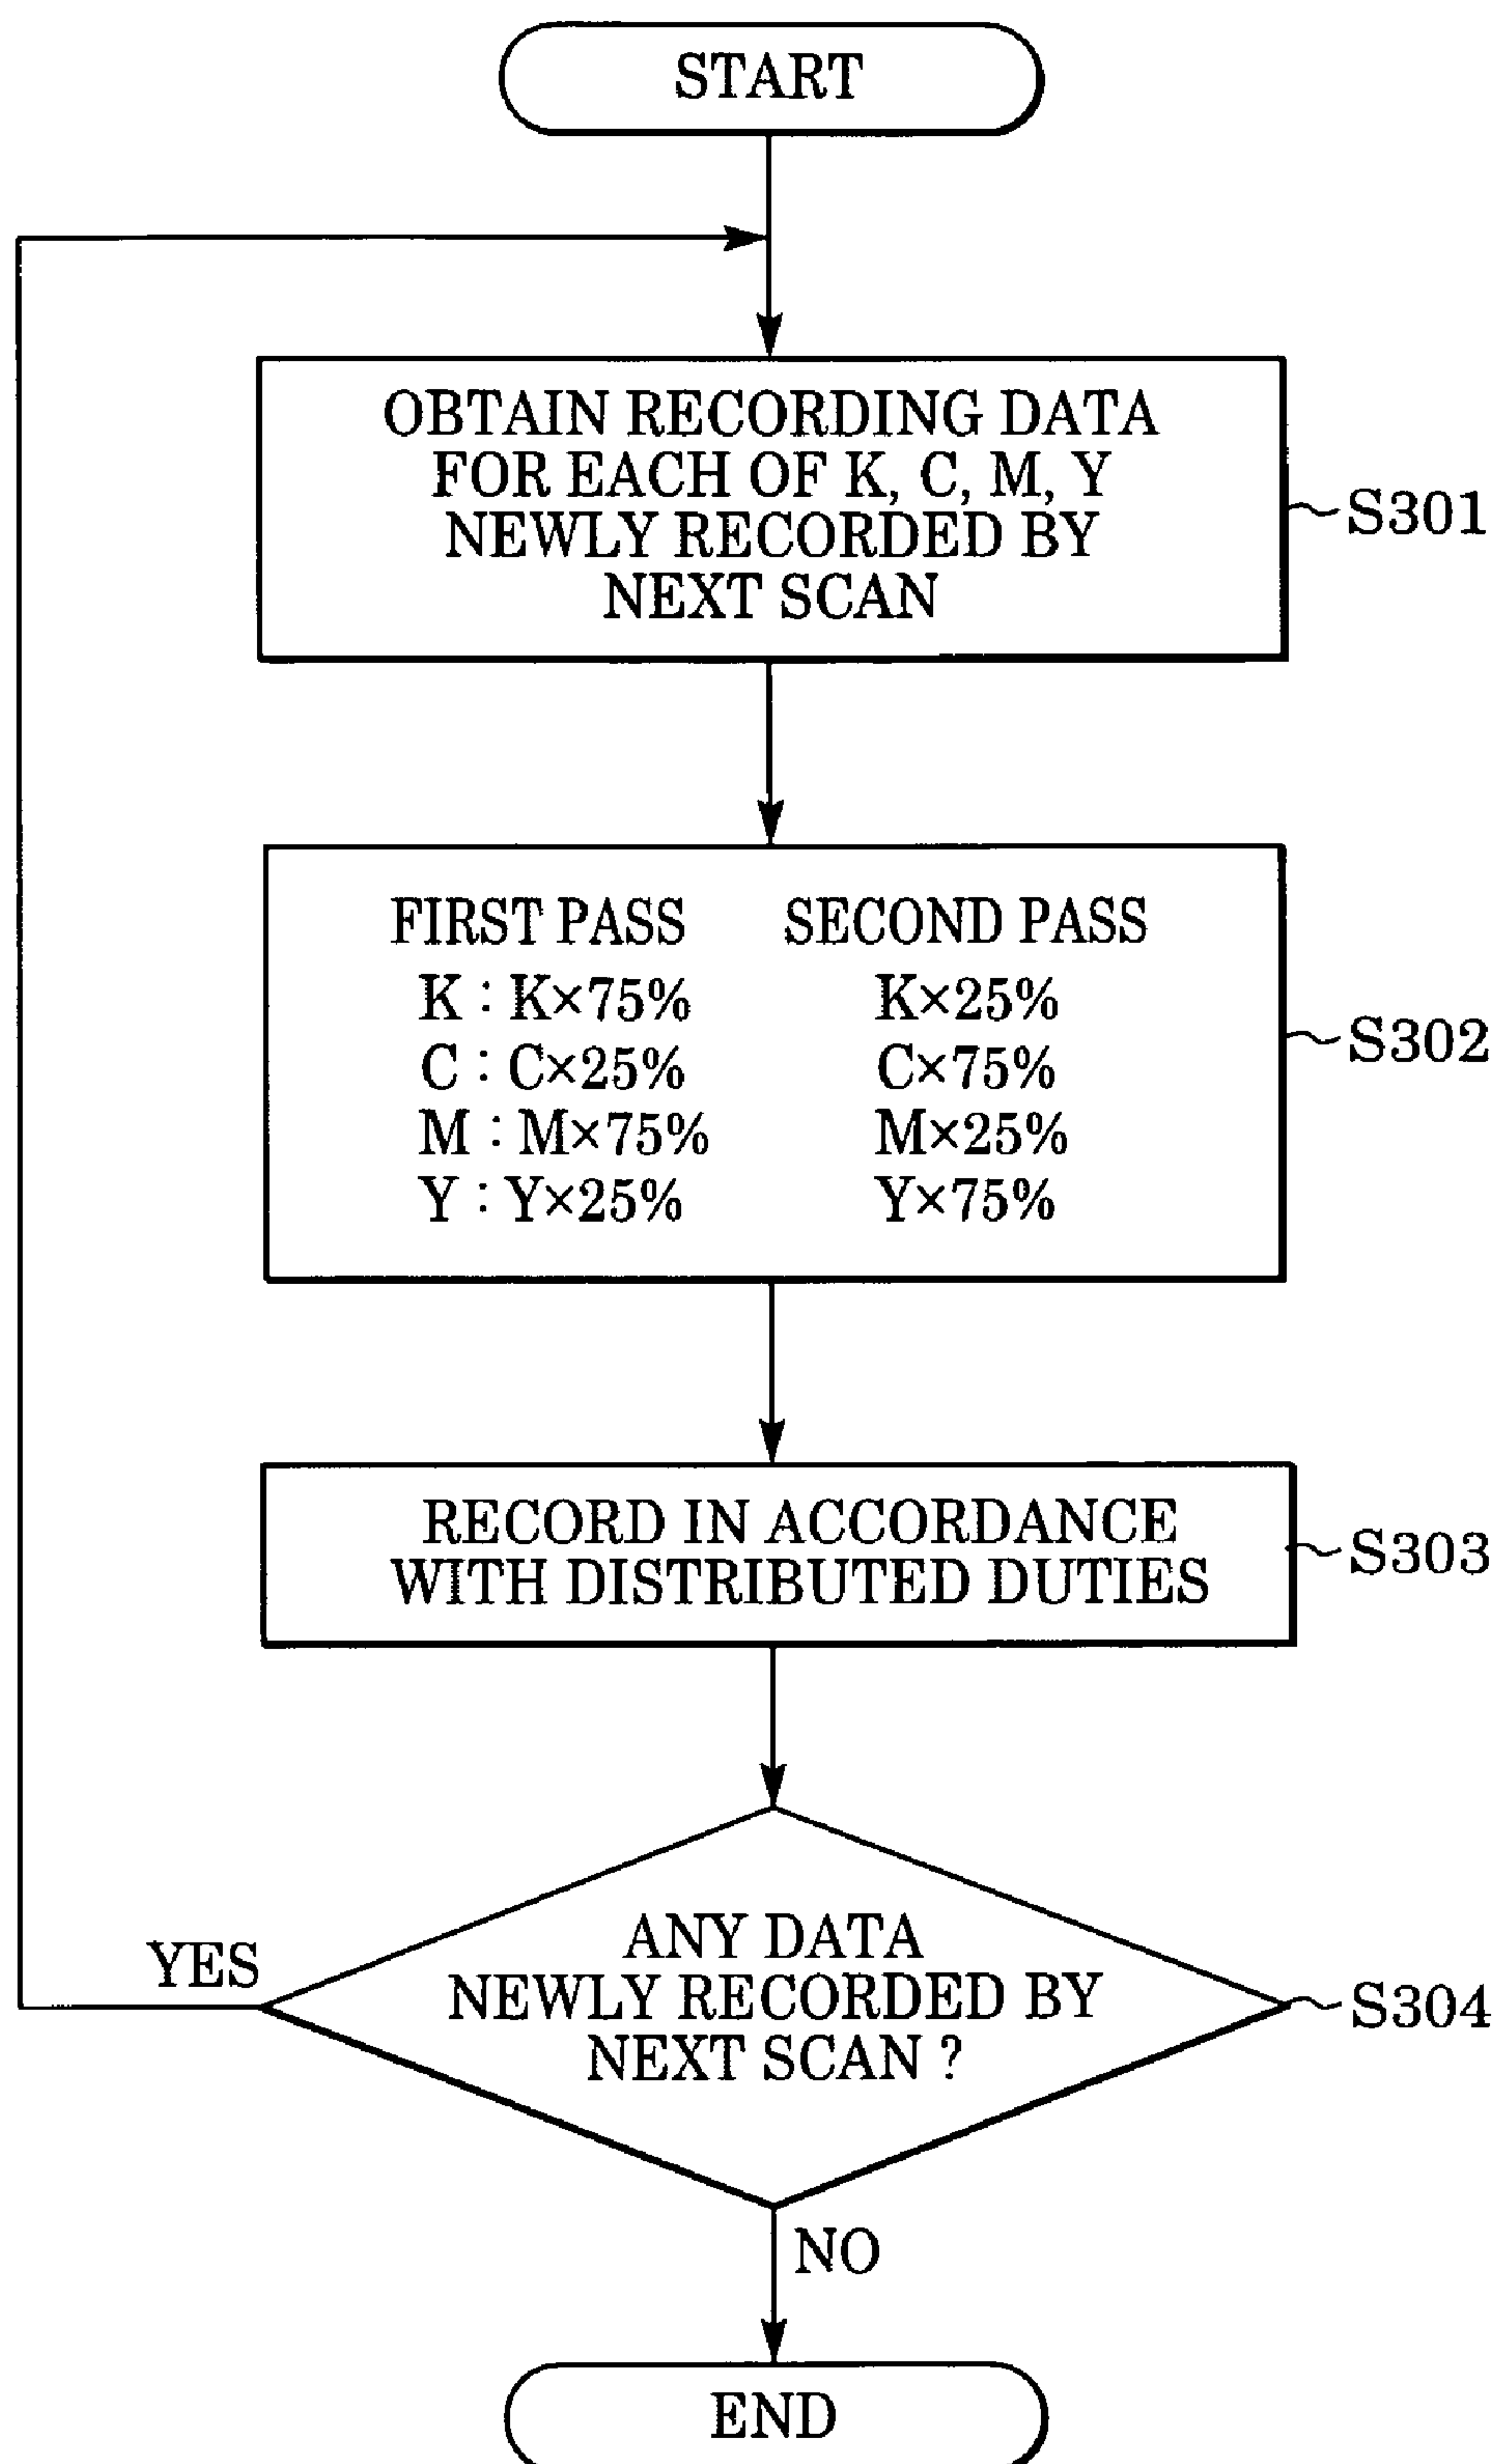 START
OBTAIN RECORDING DATA
FOR EACH OF K, C, M, Y
NEWLY RECORDED BY
NEXT SCAN
S301
FIRST PASS SECOND PASS
K : K×75% K×25%
C : C×25% C×75%
M : M×75% M×25%
Y : Y×25% Y×75%
S302
RECORD IN ACCORDANCE
WITH DISTRIBUTED DUTIES
S303
YES
ANY DATA
NEWLY RECORDED BY
NEXT SCAN ?
S304
NO
END